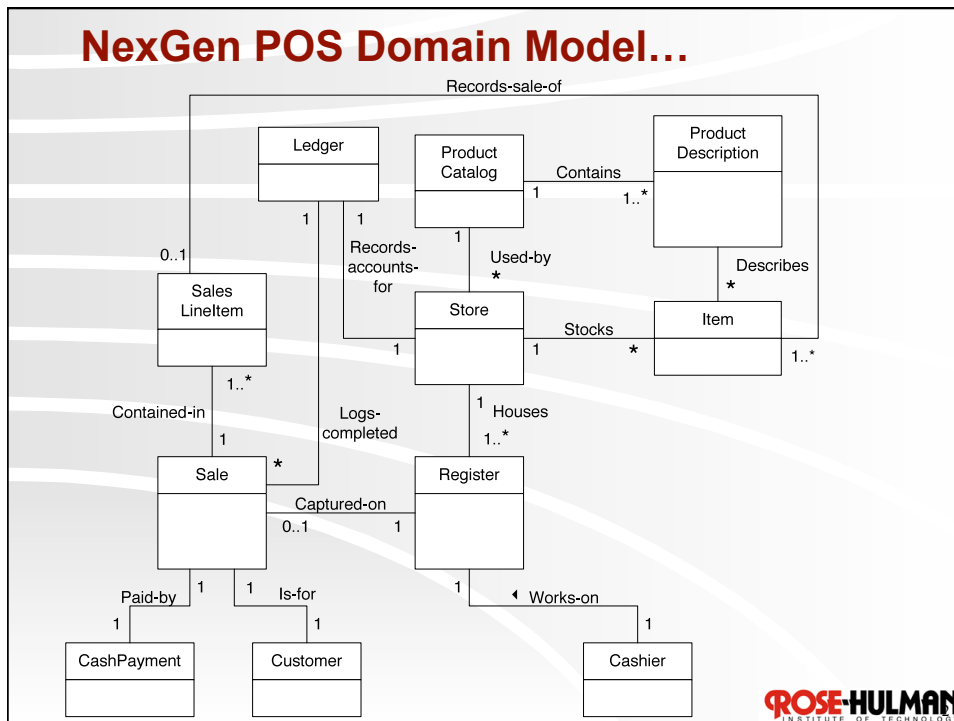 NexGen POS Domain Model...
Records-sale-of
Ledger
Product
Catalog
Product
Description
Contains
1
1..*
1
1
1
Records-
accounts-
for
Used-by
*
Describes
*
0..1
Sales
LineItem
Store
Item
Stocks
1
1
*
1..*
1..*
1
Houses
Contained-in
Logs-
completed
1..*
1
*
Sale
Register
Captured-on
0..1
1
1
1
1
Paid-by
Is-for
Works-on
1
1
1
CashPayment
Customer
Cashier
ROSE-HULMAN
INSTITUTE OF TECHNOLOG